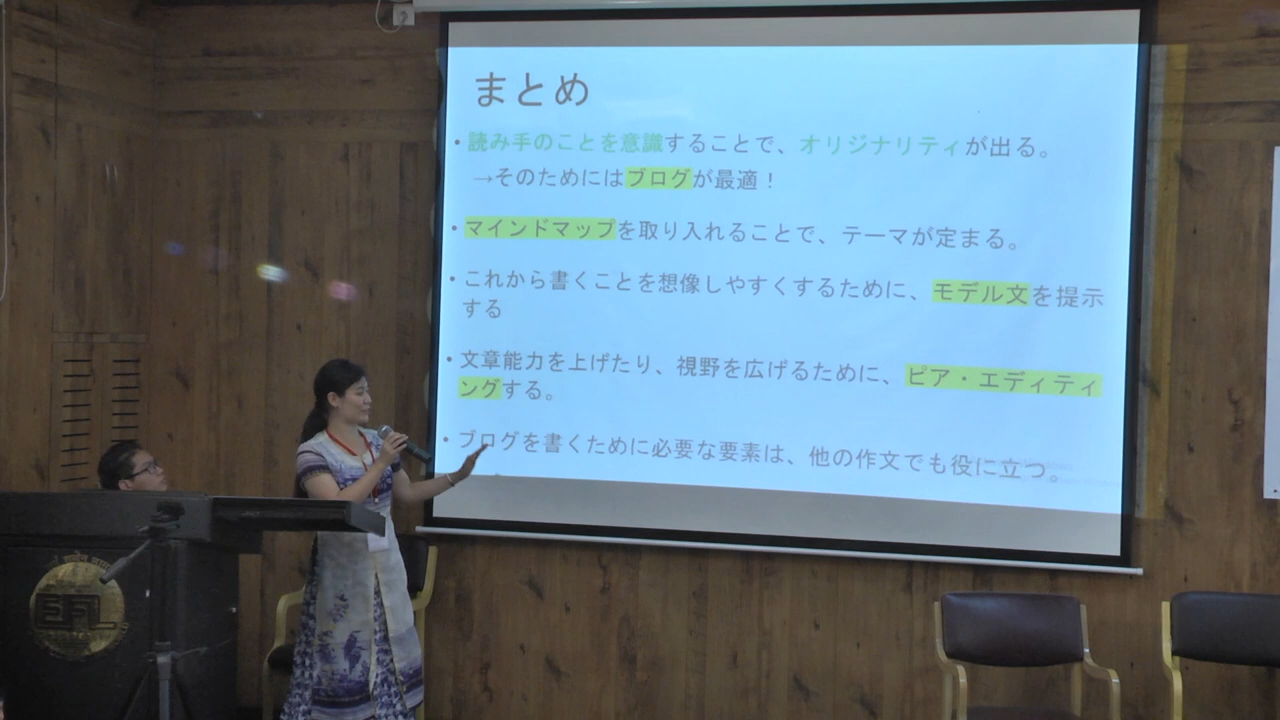 まとめ
・読み手のことを意識することで、オリジナリティが出る。
→そのためにはブログが最適！
・マインドマップを取り入れることで、テーマが定まる。
・これから書くことを想像しやすくするために、モデル文を提示
する
・文章能力を上げたり、視野を広げるために、ピア・エディティ
ングする。
・ブログを書くために必要な要素は、他の作文でも役に立つ。
EFL